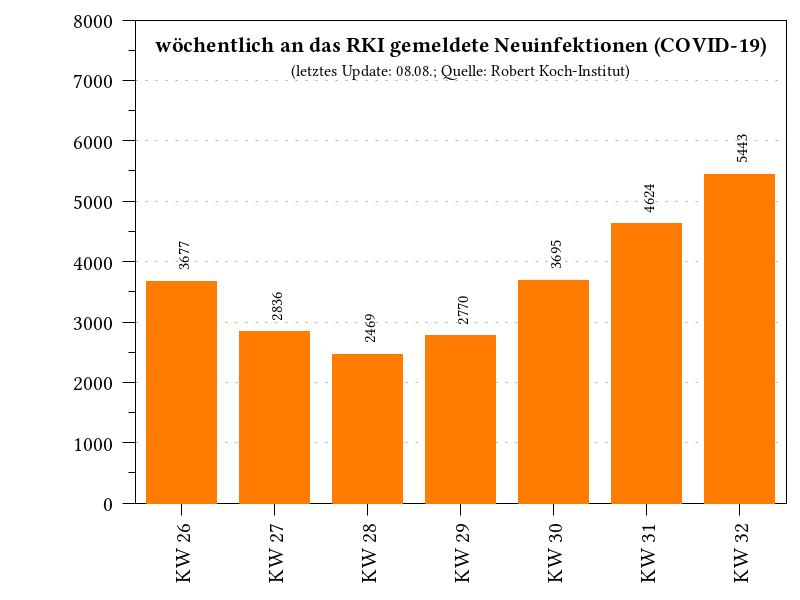 wöchentlich an das RKI gemeldete Neuinfektionen (COVID-19)
(letztes Update: 08.08.; Quelle: Robert Koch-Institut)
8000
7000
6000
5000
4000
3000
2000
1000
0
3677
2836
2469
2770
3695
4624
5443
KW 26
KW 27
KW 28
KW 29
KW 30
KW 31
KW 32